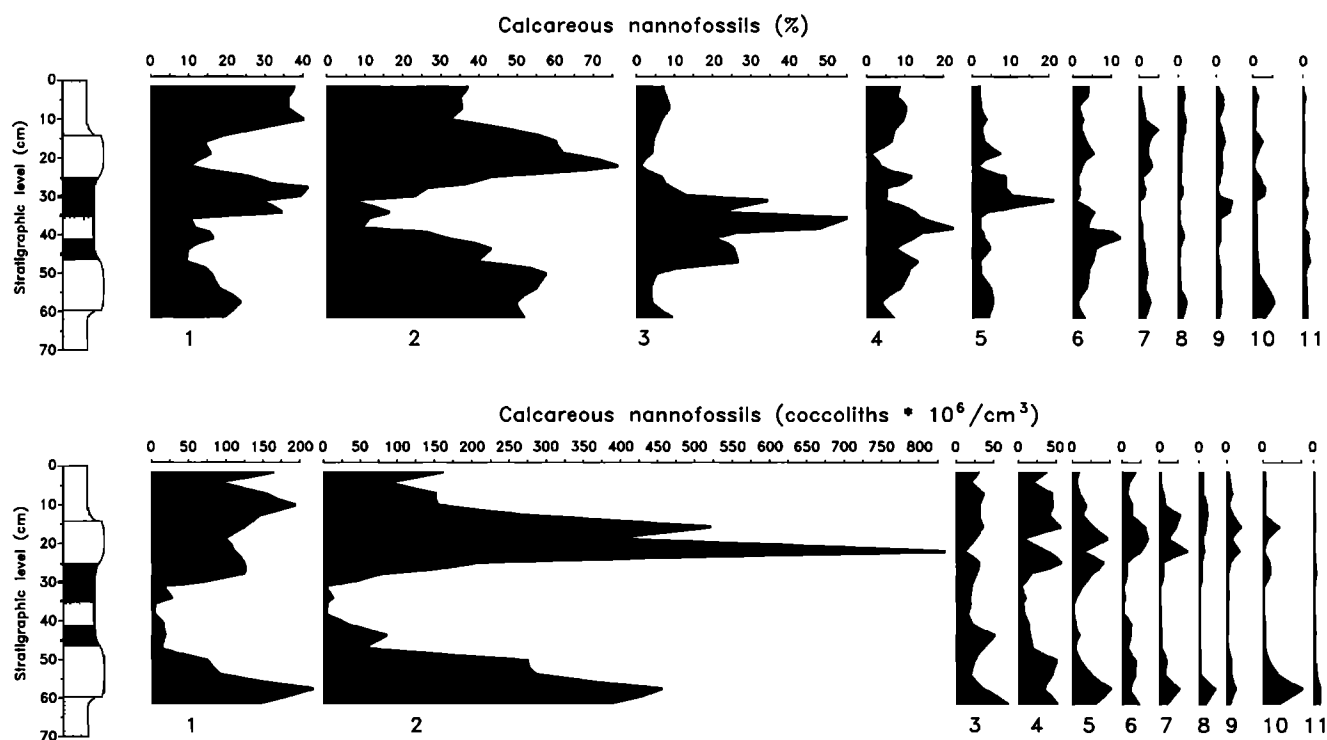 Calcareous nannofossils (%)
0 10 20 30 40 0 10 20 30 40 50 60 70 0 10 20 30 40 50 0 10 20 0 10 20 0 10 0 0 0 0 0
Stratigraphic level (cm)
0
10
20
30
40
50
60
70
1 2 3 4 5 6 7 8 9 10 11
Calcareous nannofossils (coccoliths * 10⁶/cm³)
0 50 100 150 200 0 50 100 150 200 250 300 350 400 450 500 550 600 650 700 750 800 0 50 0 50 0 0 0 0 0 0 0
Stratigraphic level (cm)
0
10
20
30
40
50
60
70
1 2 3 4 5 6 7 8 9 10 11